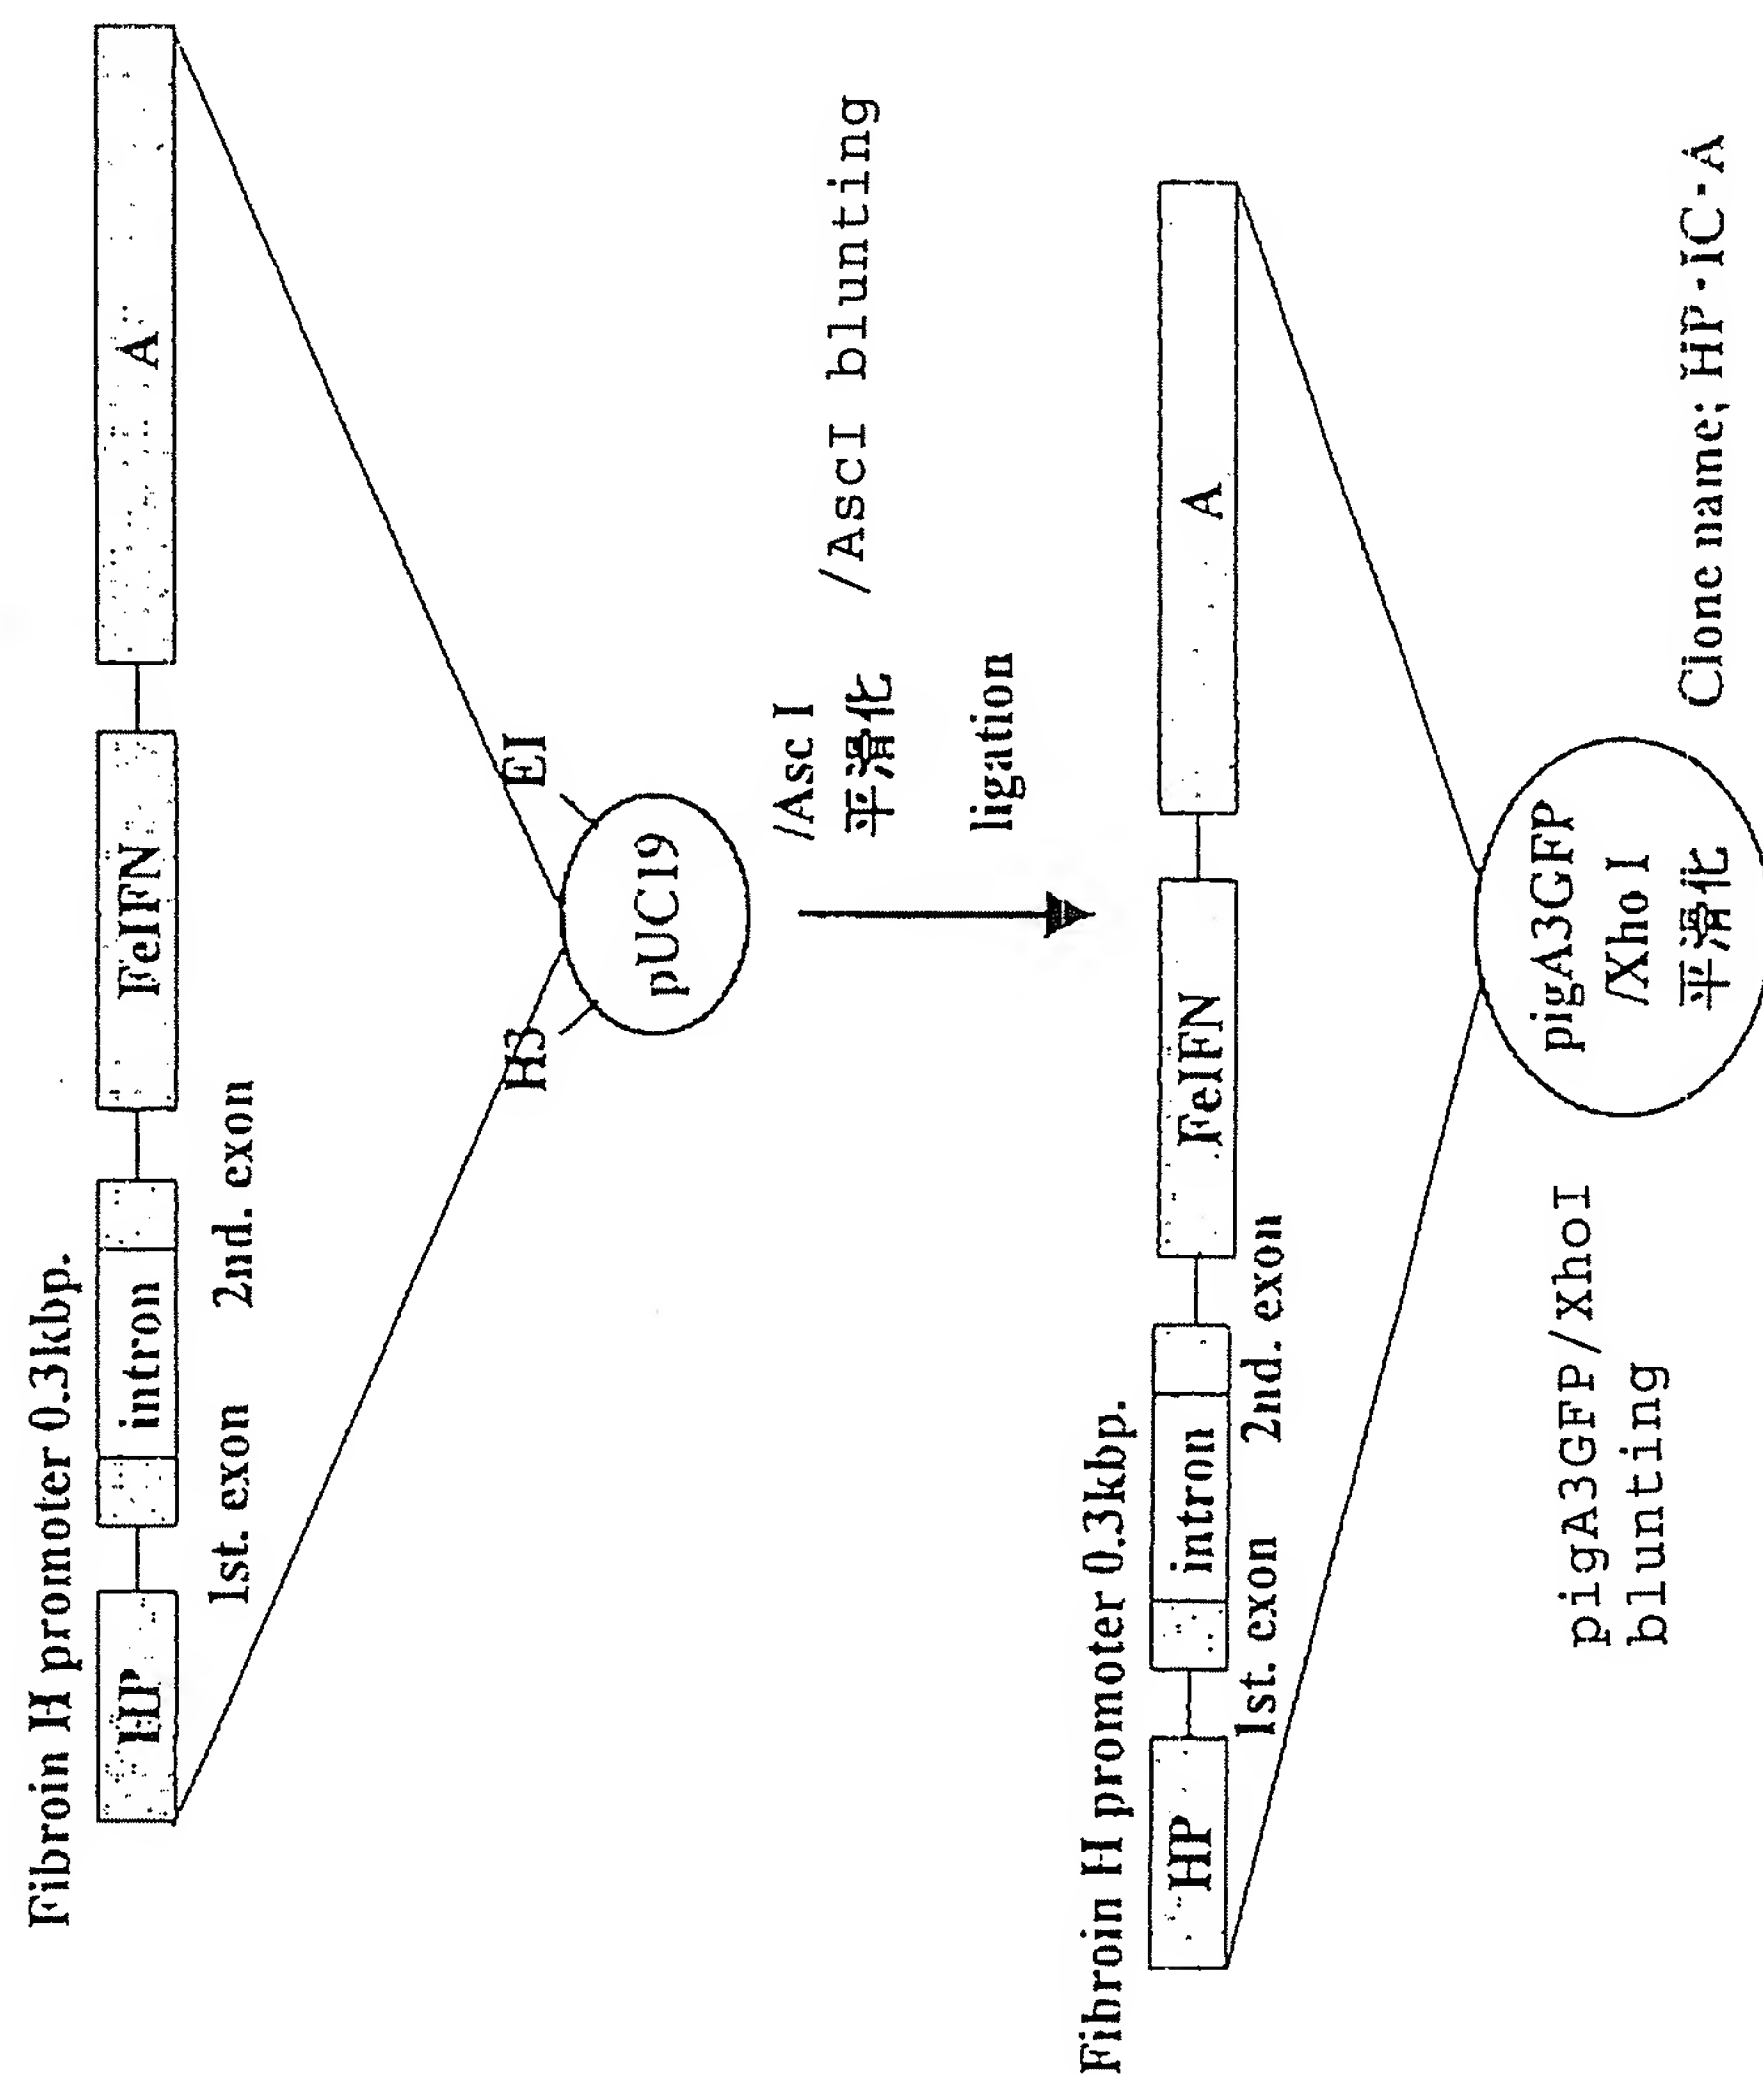 Fibroin H promoter 0.3kbp.
HP intron FeIFN A
1st. exon 2nd. exon
H3 EI
pUC19
/Asc I
平滑化 /AscI blunting
ligation
Fibroin H promoter 0.3kbp.
HP intron FeIFN A
1st. exon 2nd. exon
pigA3GFP
/Xho I
平滑化
pigA3GFP/XhoI
blunting
Clone name; HP·IC·A